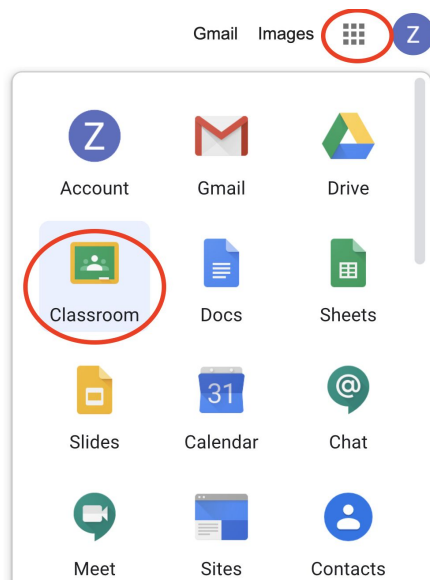 Gmail Images Z
Z
Account Gmail Drive
Classroom Docs Sheets
31 @
Slides Calendar Chat
Meet Sites Contacts